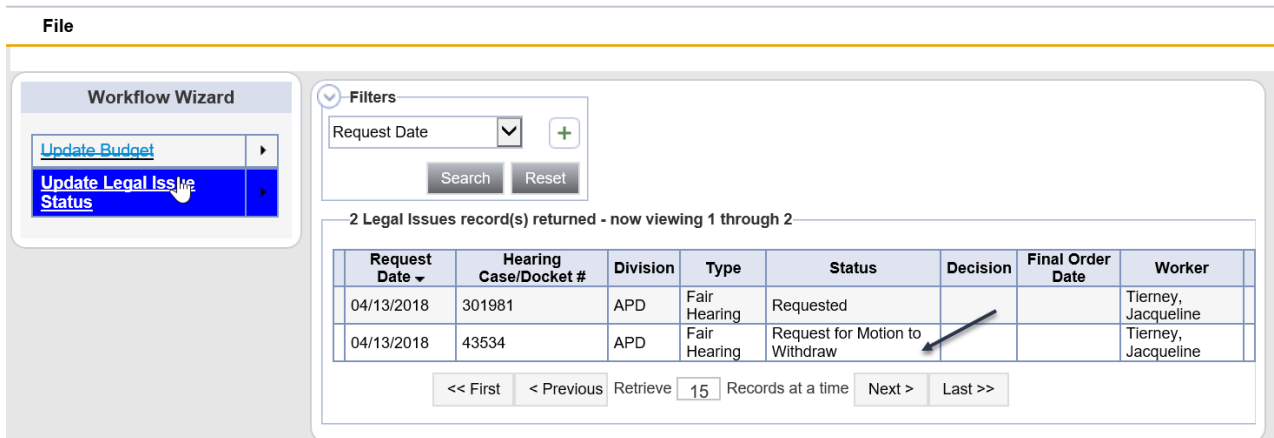 File
Workflow Wizard
Update Budget
Update Legal Issue
Status
Filters
Request Date
+
Search Reset
2 Legal Issues record(s) returned - now viewing 1 through 2
Request Date Hearing Case/Docket # Division Type Status Decision Final Order Date Worker
04/13/2018 301981 APD Fair Hearing Requested Tierney, Jacqueline
04/13/2018 43534 APD Fair Hearing Request for Motion to Withdraw Tierney, Jacqueline
<< First < Previous Retrieve 15 Records at a time Next > Last >>